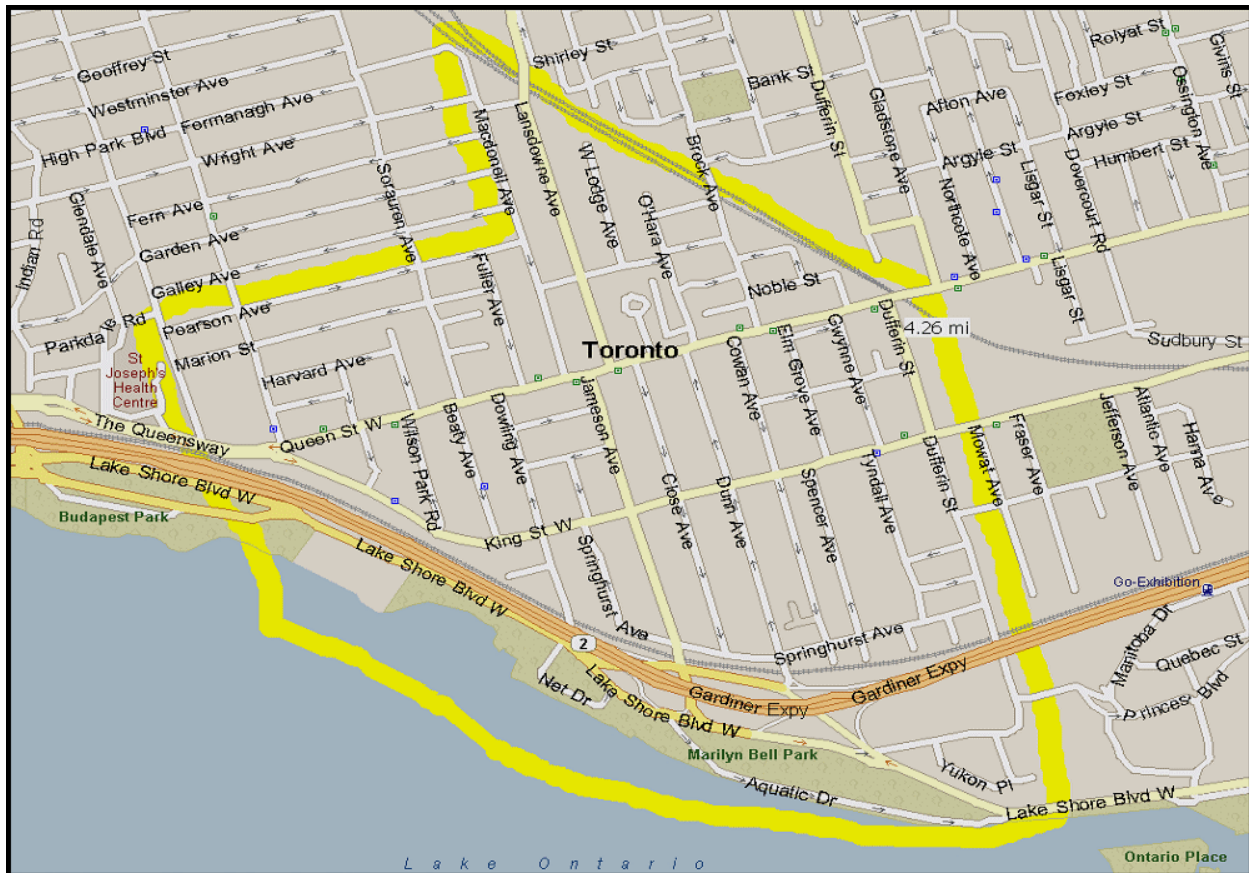 Geoffrey St
Shirley St
Rolyat St
Givins St
Westminster Ave
Bank St
Dufferin St
Gladstone Ave
Afton Ave
Foxley St
Ossington Ave
High Park Blvd
Fermanagh Ave
Macdonell Ave
Lansdowne Ave
Brock Ave
Argyle St
Argyle St
Wright Ave
W Lodge Ave
Humbert St
Lisgar St
Dovercourt Rd
Northcote Ave
Sorauren Ave
O'Hara Ave
Glendale Ave
Fern Ave
Indian Rd
Garden Ave
Galley Ave
Fuller Ave
Noble St
Lisgar St
Pearson Ave
Parkdale Rd
Marion St
Dufferin St
4.26 mi
Sudbury St
Toronto
Gwynne Ave
Elm Grove Ave
Cowan Ave
St
Joseph's
Health
Centre
Harvard Ave
Jameson Ave
The Queensway
Queen St W
Wilson Park Rd
Beaty Ave
Dowling Ave
Close Ave
Dunn Ave
Spencer Ave
Tyndall Ave
Dufferin St
Mowat Ave
Fraser Ave
Jefferson Ave
Atlantic Ave
Hanna Ave
Lake Shore Blvd W
Budapest Park
King St W
Lake Shore Blvd W
Springhurst Ave
2
Springhurst Ave
Go-Exhibition
Manitoba Dr
Quebec St
Princes Blvd
Net Dr
Lake Shore Blvd W
Gardiner Expy
Gardiner Expy
Marilyn Bell Park
Aquatic Dr
Yukon Pl
Lake Shore Blvd W
Lake Ontario
Ontario Place